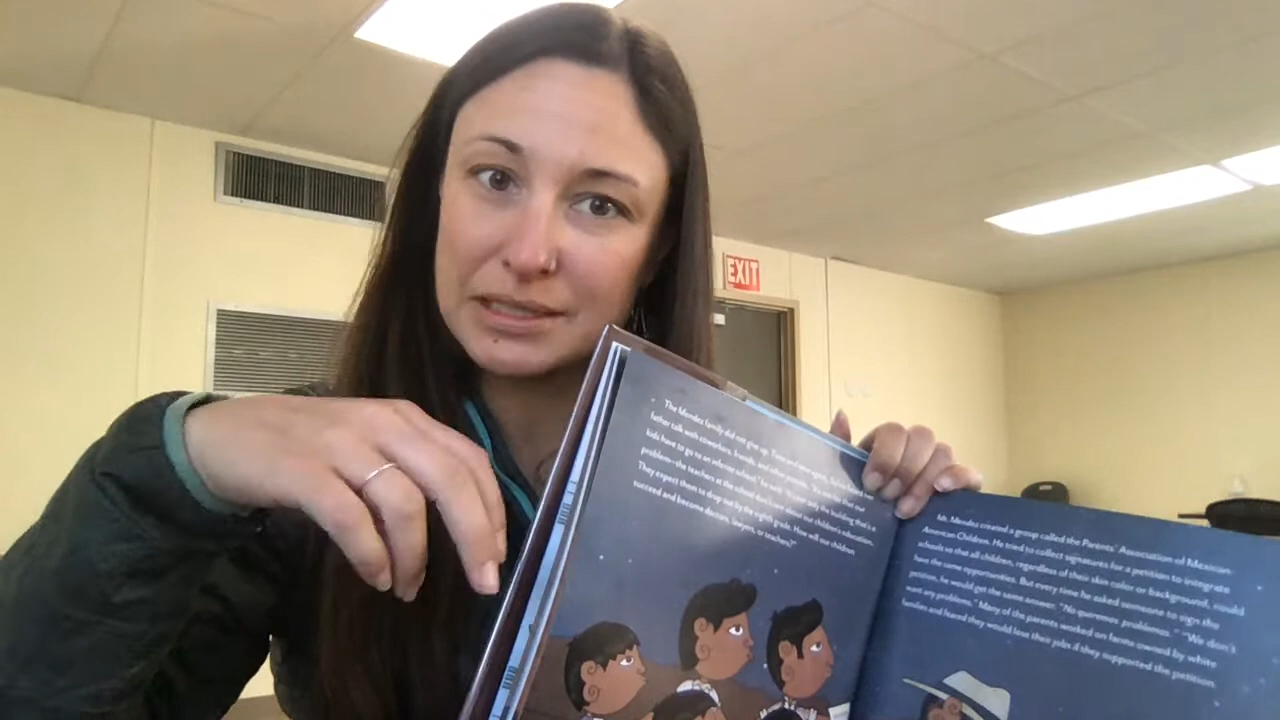 EXIT
The Mendez family did not give up. Time and time again, Sylvia heard her
father talk with coworkers, friends, and other parents. "It's not fair that our
kids have to go to an inferior school," he said. "It's not only the building that's a
problem—the teachers at the school don't care about our children's education.
They expect them to drop out by the eighth grade. How will our children
succeed and become doctors, lawyers, or teachers?"
Mr. Mendez created a group called the Parents' Association of Mexican-
American Children. He tried to collect signatures for a petition to integrate
schools so that all children, regardless of their skin color or background, could
have the same opportunities. But every time he asked someone to sign the
petition, he would get the same answer: "No queremos problemas." "We don't
want any problems." Many of the parents worked on farms owned by white
families and feared they would lose their jobs if they supported the petition.